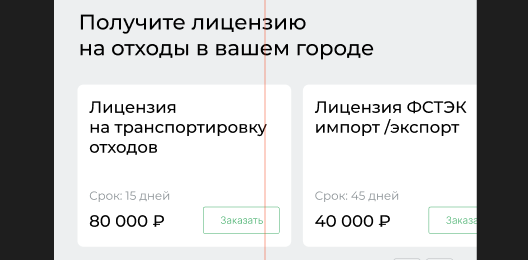 Получите лицензию
на отходы в вашем городе
Лицензия
на транспортировку
отходов
Срок: 15 дней
80 000 ₽
Заказать
Лицензия ФСТЭК
импорт /экспорт
Срок: 45 дней
40 000 ₽
Заказа